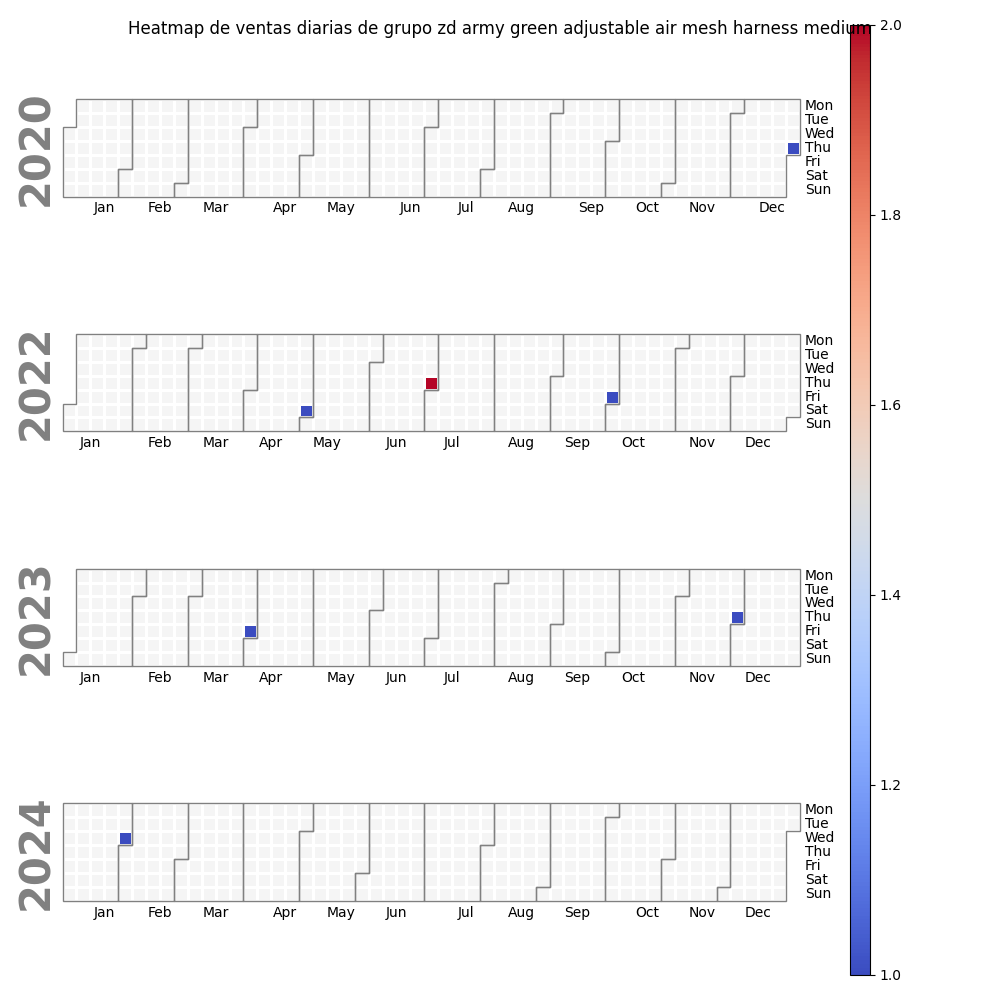 Heatmap de ventas diarias de grupo zd army green adjustable air mesh harness medium
2020
Mon
Tue
Wed
Thu
Fri
Sat
Sun
Jan Feb Mar Apr May Jun Jul Aug Sep Oct Nov Dec
2022
Mon
Tue
Wed
Thu
Fri
Sat
Sun
Jan Feb Mar Apr May Jun Jul Aug Sep Oct Nov Dec
2023
Mon
Tue
Wed
Thu
Fri
Sat
Sun
Jan Feb Mar Apr May Jun Jul Aug Sep Oct Nov Dec
2024
Mon
Tue
Wed
Thu
Fri
Sat
Sun
Jan Feb Mar Apr May Jun Jul Aug Sep Oct Nov Dec
2.0
1.8
1.6
1.4
1.2
1.0